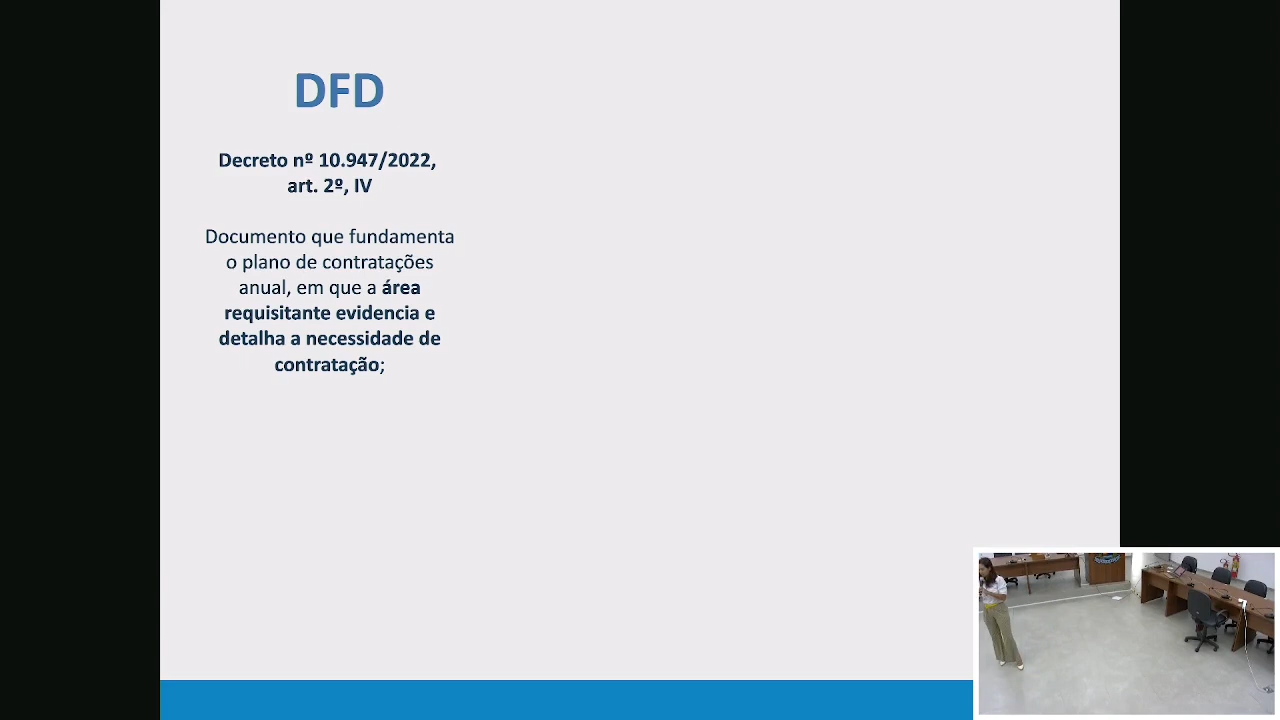 DFD
Decreto nº 10.947/2022,
art. 2º, IV
Documento que fundamenta
o plano de contratações
anual, em que a área
requisitante evidencia e
detalha a necessidade de
contratação;